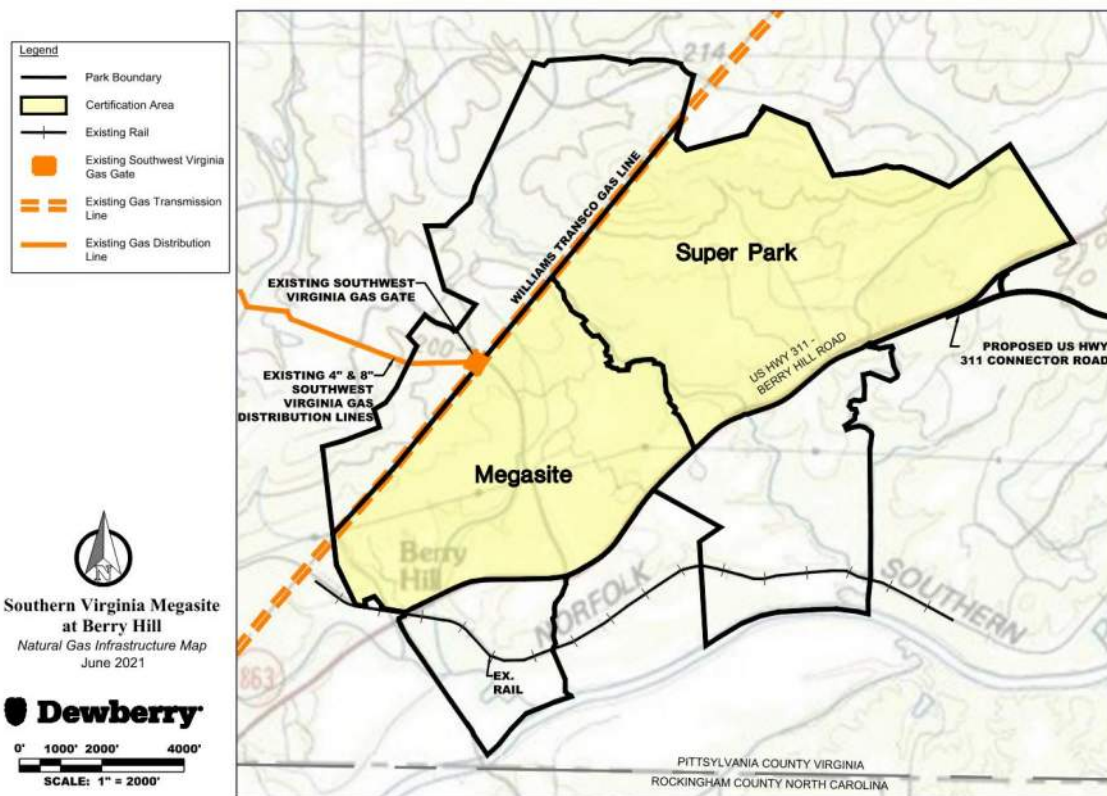 Legend
Park Boundary
Certification Area
Existing Rail
Existing Southwest Virginia
Gas Gate
Existing Gas Transmission
Line
Existing Gas Distribution
Line
Southern Virginia Megasite
at Berry Hill
Natural Gas Infrastructure Map
June 2021
Dewberry
0' 1000' 2000' 4000'
SCALE: 1" = 2000'
214
WILLIAMS TRANSCO GAS LINE
Super Park
EXISTING SOUTHWEST
VIRGINIA GAS GATE
200
EXISTING 4" & 8"
SOUTHWEST
VIRGINIA GAS
DISTRIBUTION LINES
US HWY 311 -
BERRY HILL ROAD
PROPOSED US HWY
311 CONNECTOR ROAD
Megasite
Berry
Hill
NORFOLK
SOUTHERN
EX.
RAIL
863
PITTSYLVANIA COUNTY VIRGINIA
ROCKINGHAM COUNTY NORTH CAROLINA
N